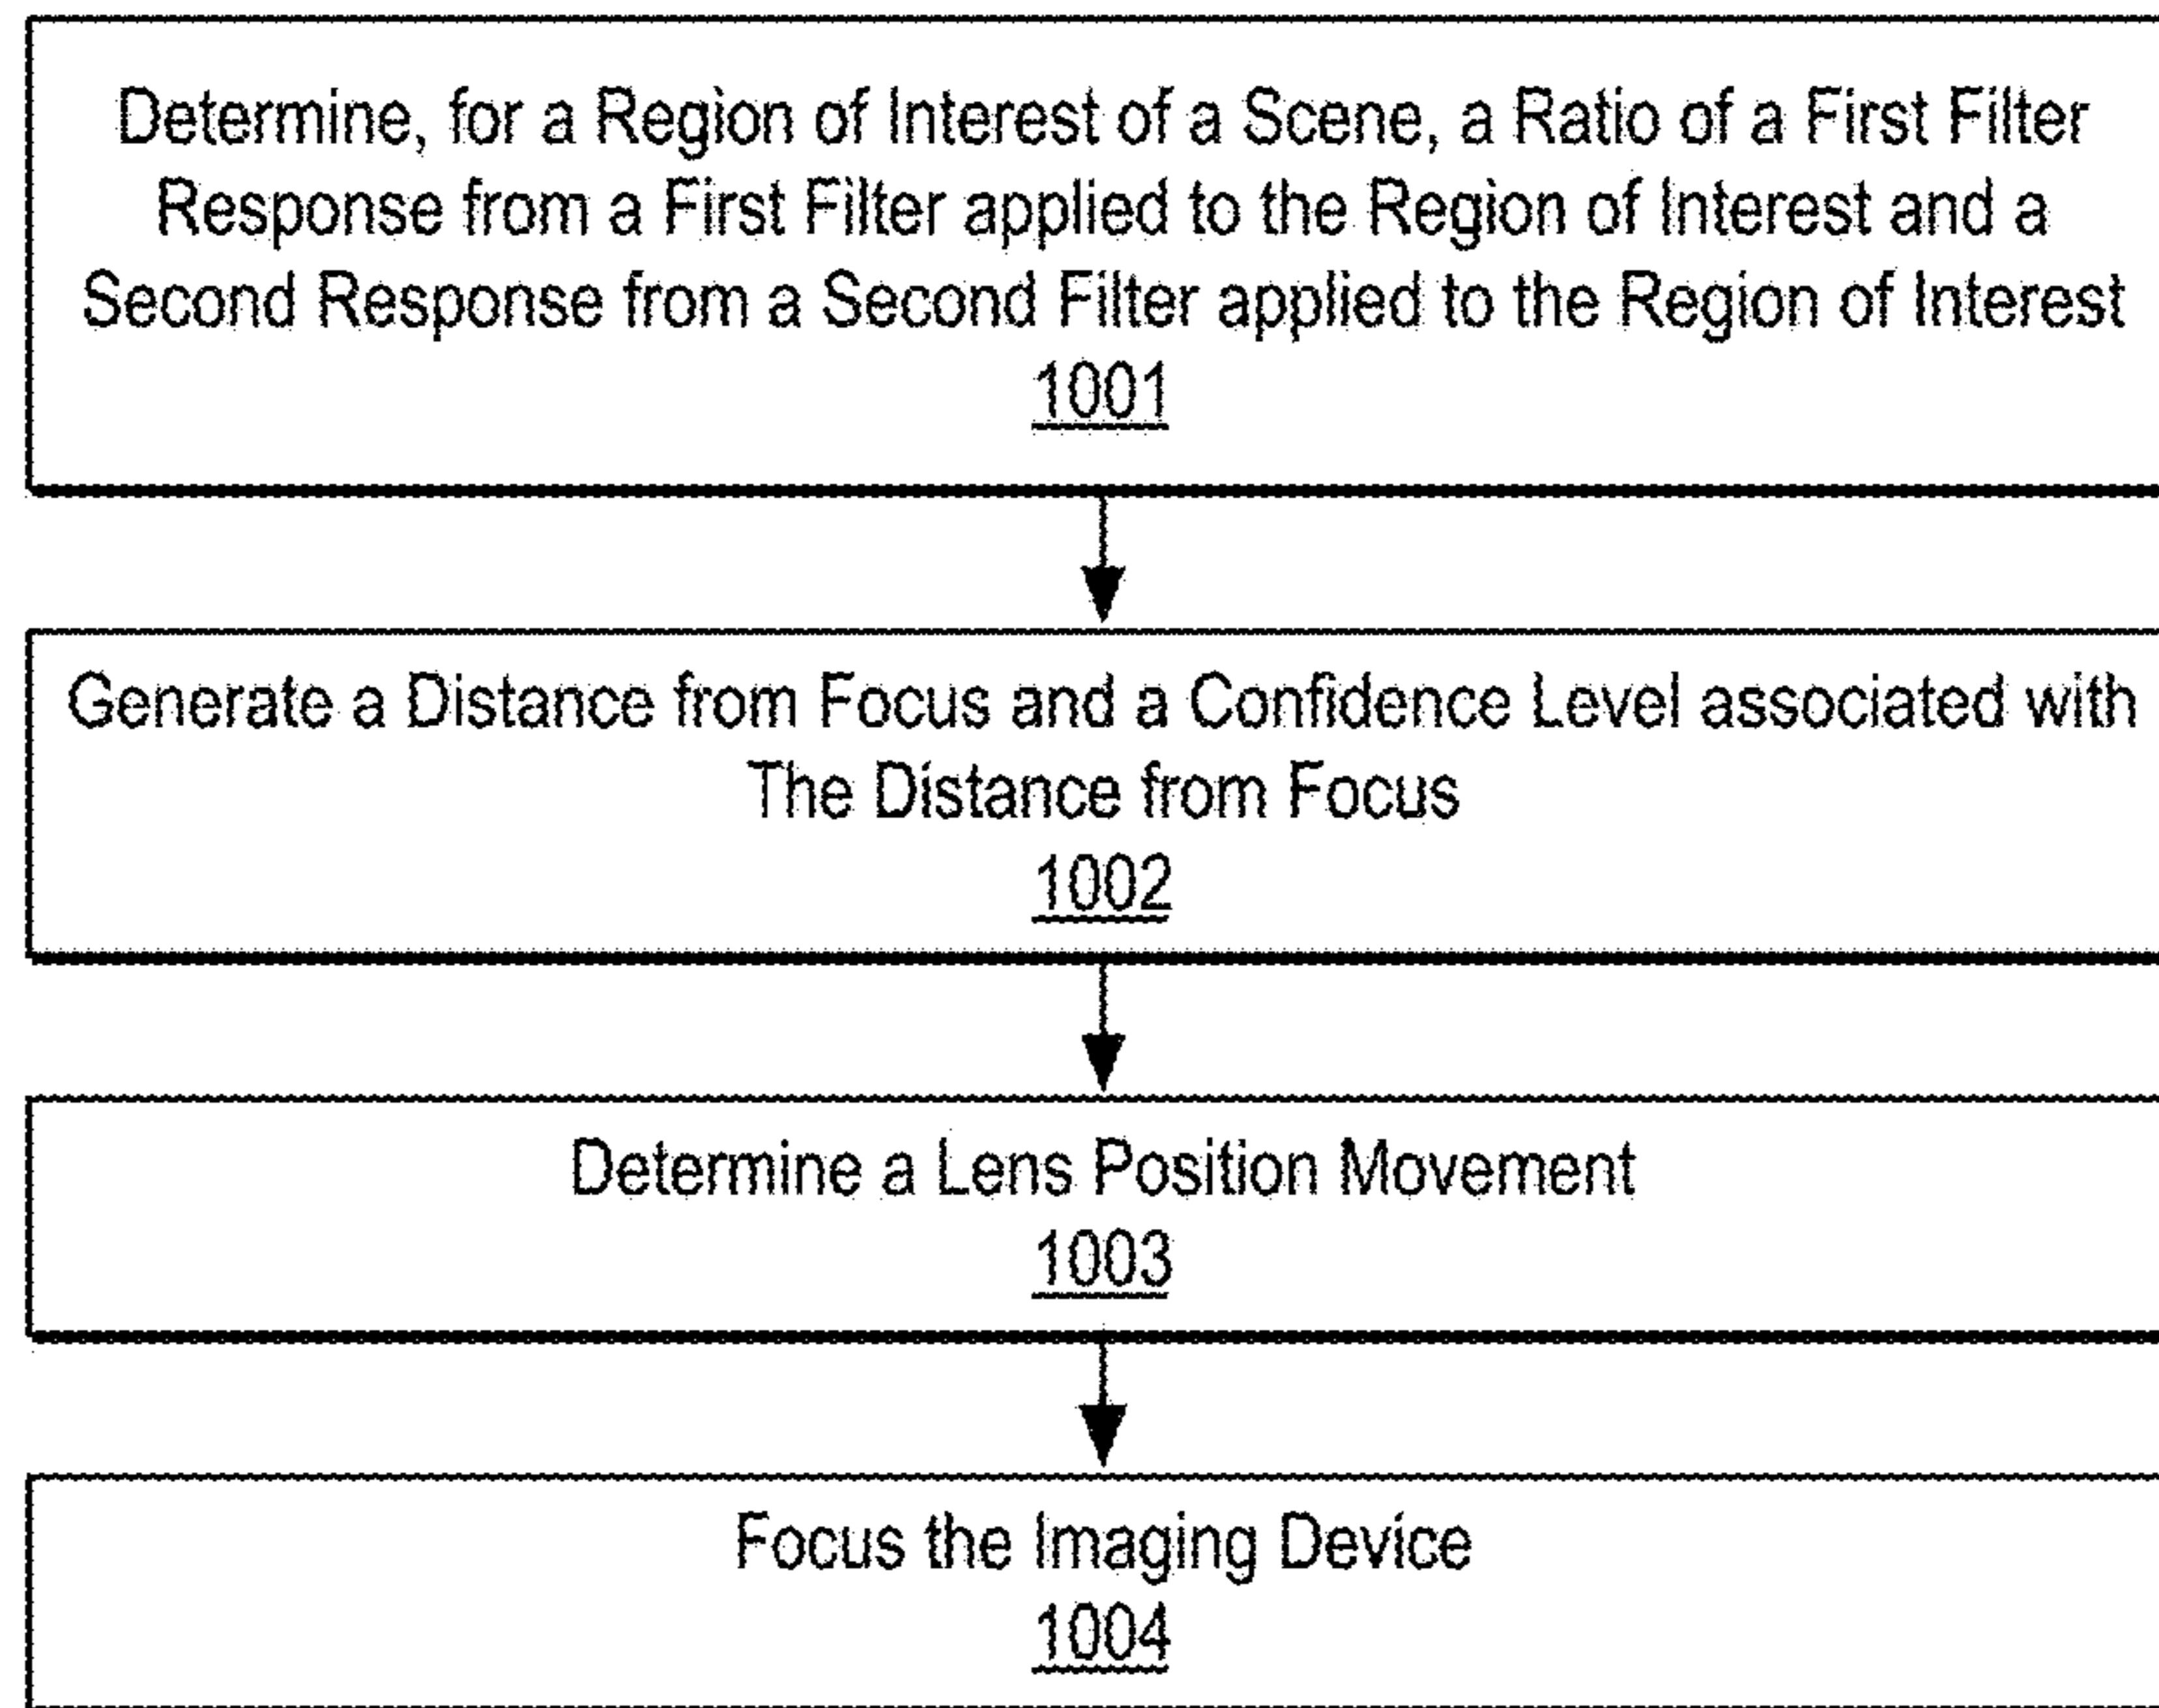 Determine, for a Region of Interest of a Scene, a Ratio of a First Filter
Response from a First Filter applied to the Region of Interest and a
Second Response from a Second Filter applied to the Region of Interest
1001
Generate a Distance from Focus and a Confidence Level associated with
The Distance from Focus
1002
Determine a Lens Position Movement
1003
Focus the Imaging Device
1004